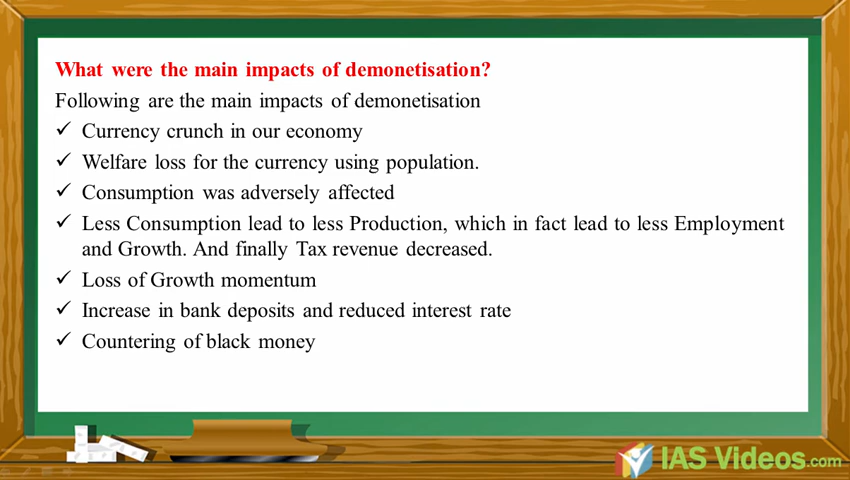 What were the main impacts of demonetisation?
Following are the main impacts of demonetisation
✓ Currency crunch in our economy
✓ Welfare loss for the currency using population.
✓ Consumption was adversely affected
✓ Less Consumption lead to less Production, which in fact lead to less Employment
and Growth. And finally Tax revenue decreased.
✓ Loss of Growth momentum
✓ Increase in bank deposits and reduced interest rate
✓ Countering of black money
IAS Videos.com